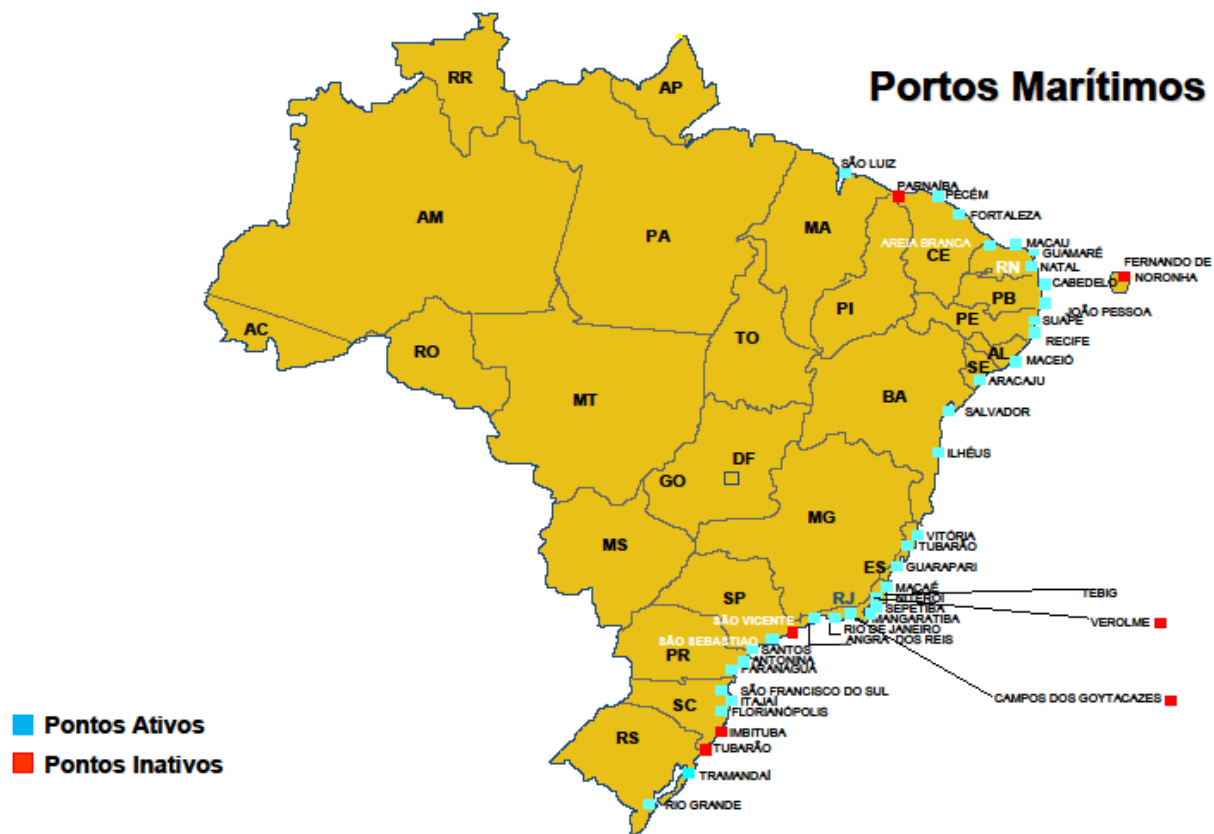 Portos Marítimos
RR
AP
SÃO LUIZ
PARNAÍBA
PECÉM
FORTALEZA
AM
PA
MA
AREIA BRANCA
MACAU
GUAMARÉ
CE
RN
NATAL
FERNANDO DE
NORONHA
CABEDELO
PB
JOÃO PESSOA
PI
PE
SUAPE
RECIFE
AC
RO
TO
AL
MACEIÓ
SE
ARACAJU
MT
BA
SALVADOR
ILHÉUS
DF
GO
MG
MS
VITÓRIA
TUBARÃO
ES
GUARAPARI
MACAÉ
TEBIG
NITERÓI
SP
RJ
SEPETIBA
SÃO VICENTE
MANGARATIBA
VEROLME
RIO DE JANEIRO
SÃO SEBASTIAO
ANGRA DOS REIS
SANTOS
PR
ANTONINA
PARANAGUÁ
SÃO FRANCISCO DO SUL
CAMPOS DOS GOYTACAZES
ITAJAÍ
SC
FLORIANÓPOLIS
Pontos Ativos
RS
IMBITUBA
TUBARÃO
Pontos Inativos
TRAMANDAÍ
RIO GRANDE